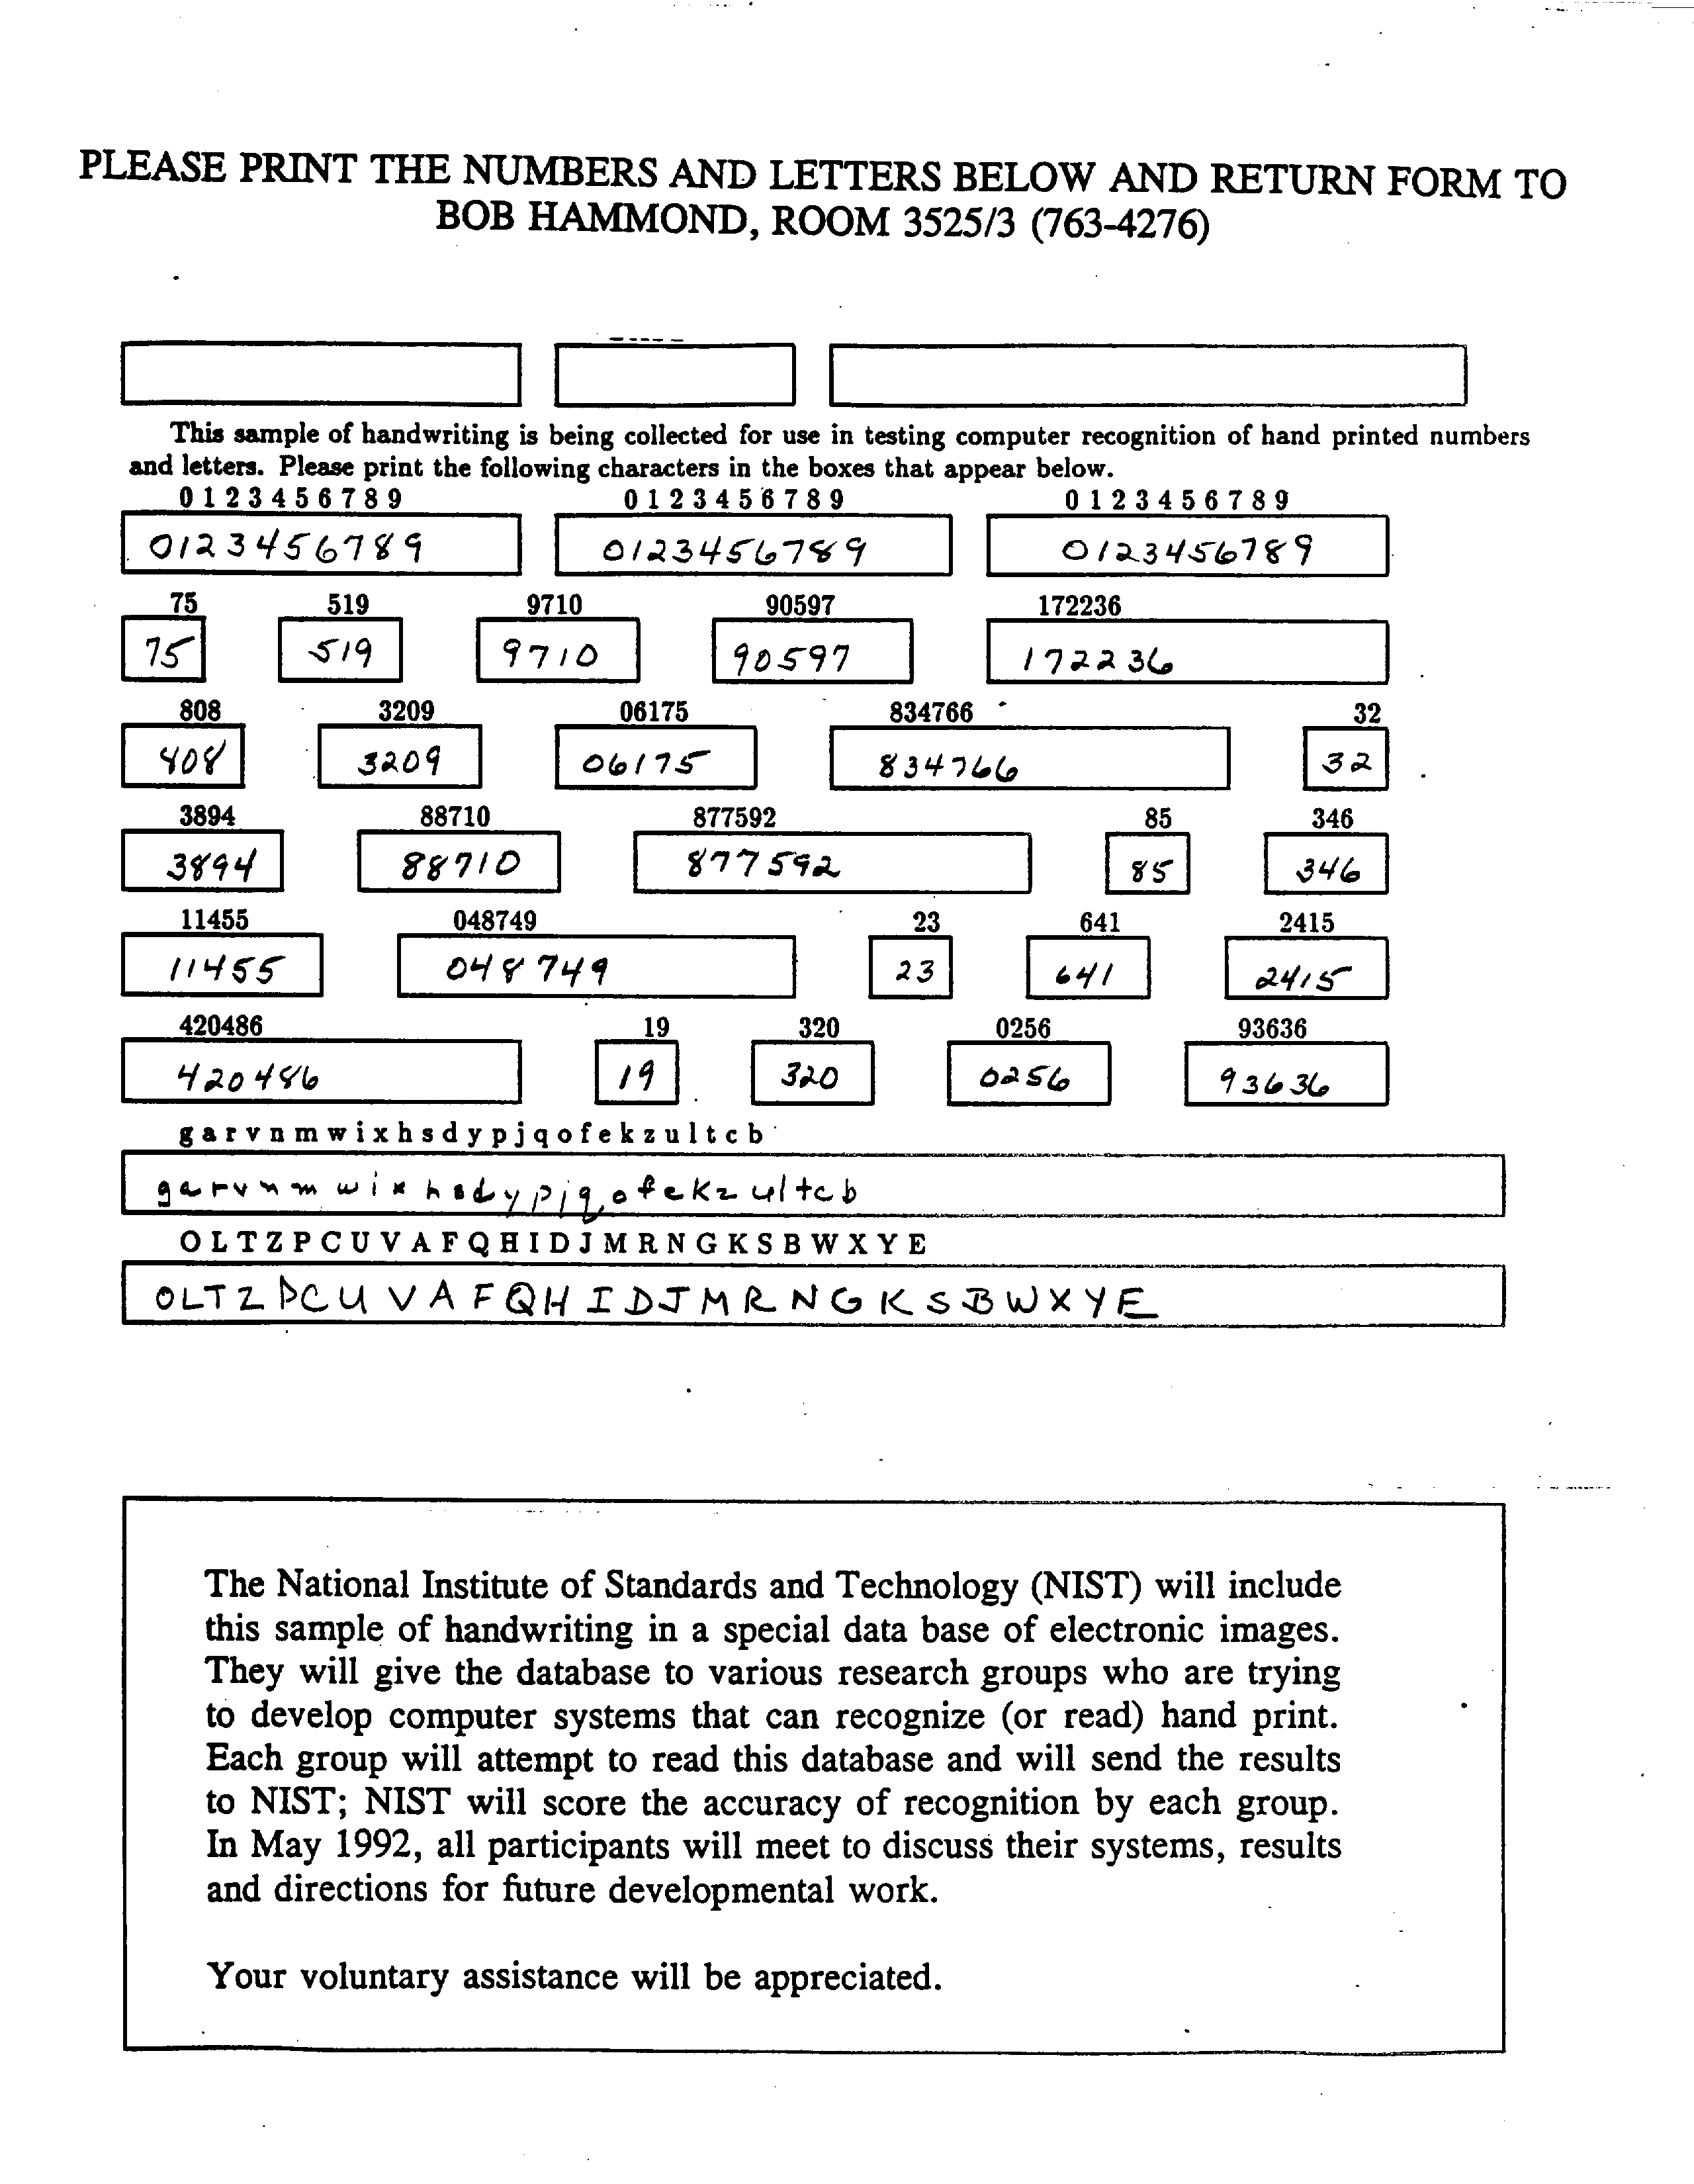 PLEASE PRINT THE NUMBERS AND LETTERS BELOW AND RETURN FORM TO
BOB HAMMOND, ROOM 3525/3 (763-4276)
This sample of handwriting is being collected for use in testing computer recognition of hand printed numbers
and letters. Please print the following characters in the boxes that appear below.
0 1 2 3 4 5 6 7 8 9 0 1 2 3 4 5 6 7 8 9 0 1 2 3 4 5 6 7 8 9
0123456789 0123456789 0123456789
75 519 9710 90597 172236
75 519 9710 90597 172236
808 3209 06175 834766 32
808 3209 06175 834766 32
3894 88710 877592 85 346
3894 88710 877592 85 346
11455 048749 23 641 2415
11455 048749 23 641 2415
420486 19 320 0256 93636
420486 19 320 0256 93636
g a r v n m w i x h s d y p j q o f e k z u l t c b
g a r v n m w i x h s d y p j q o f e k z u l t c b
O L T Z P C U V A F Q H I D J M R N G K S B W X Y E
O L T Z P C U V A F Q H I D J M R N G K S B W X Y E
The National Institute of Standards and Technology (NIST) will include
this sample of handwriting in a special data base of electronic images.
They will give the database to various research groups who are trying
to develop computer systems that can recognize (or read) hand print.
Each group will attempt to read this database and will send the results
to NIST; NIST will score the accuracy of recognition by each group.
In May 1992, all participants will meet to discuss their systems, results
and directions for future developmental work.
Your voluntary assistance will be appreciated.